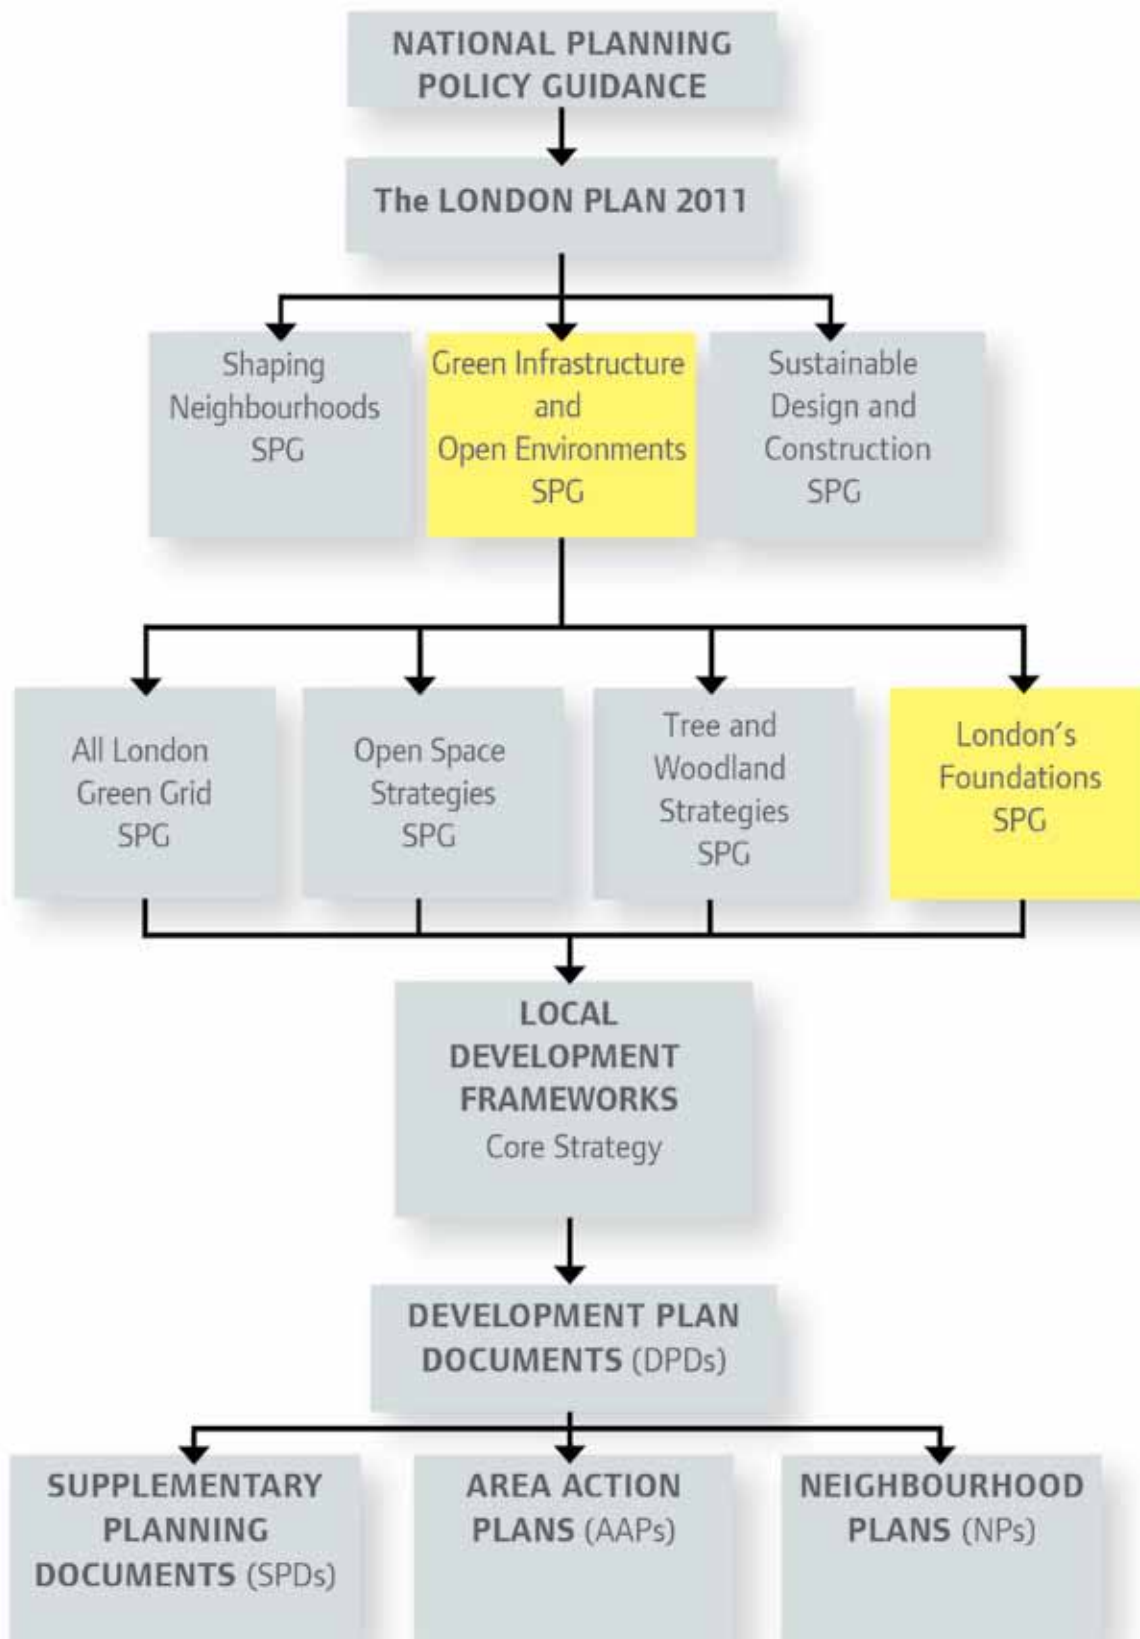 NATIONAL PLANNING
POLICY GUIDANCE
The LONDON PLAN 2011
Shaping
Neighbourhoods
SPG
Green Infrastructure
and
Open Environments
SPG
Sustainable
Design and
Construction
SPG
All London
Green Grid
SPG
Open Space
Strategies
SPG
Tree and
Woodland
Strategies
SPG
London's
Foundations
SPG
LOCAL
DEVELOPMENT
FRAMEWORKS
Core Strategy
DEVELOPMENT PLAN
DOCUMENTS (DPDs)
SUPPLEMENTARY
PLANNING
DOCUMENTS (SPDs)
AREA ACTION
PLANS (AAPs)
NEIGHBOURHOOD
PLANS (NPs)